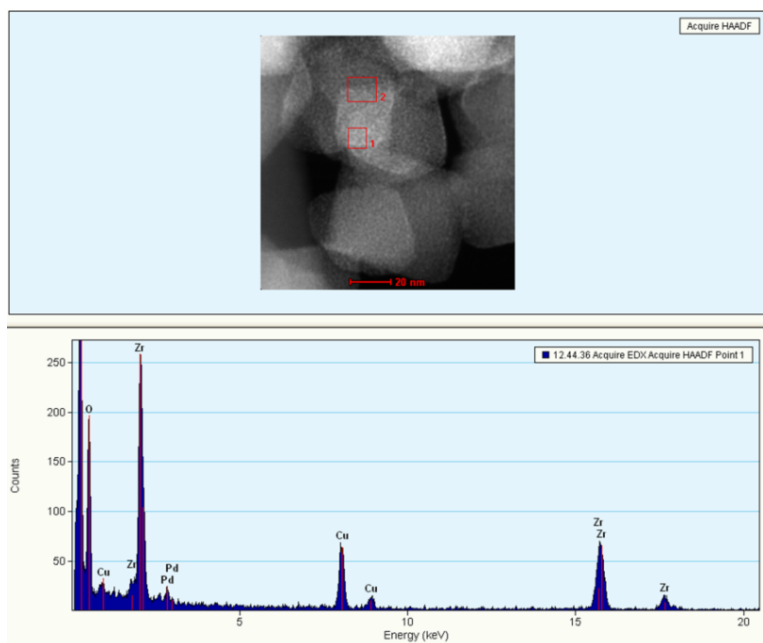 Acquire HAADF
2
1
20 nm
12.44.36 Acquire EDX Acquire HAADF Point 1
250
200
150
100
50
Counts
Zr
O
Cu
Zr
Pd
Pd
Cu
Cu
Zr
Zr
Zr
5
10
15
20
Energy (keV)